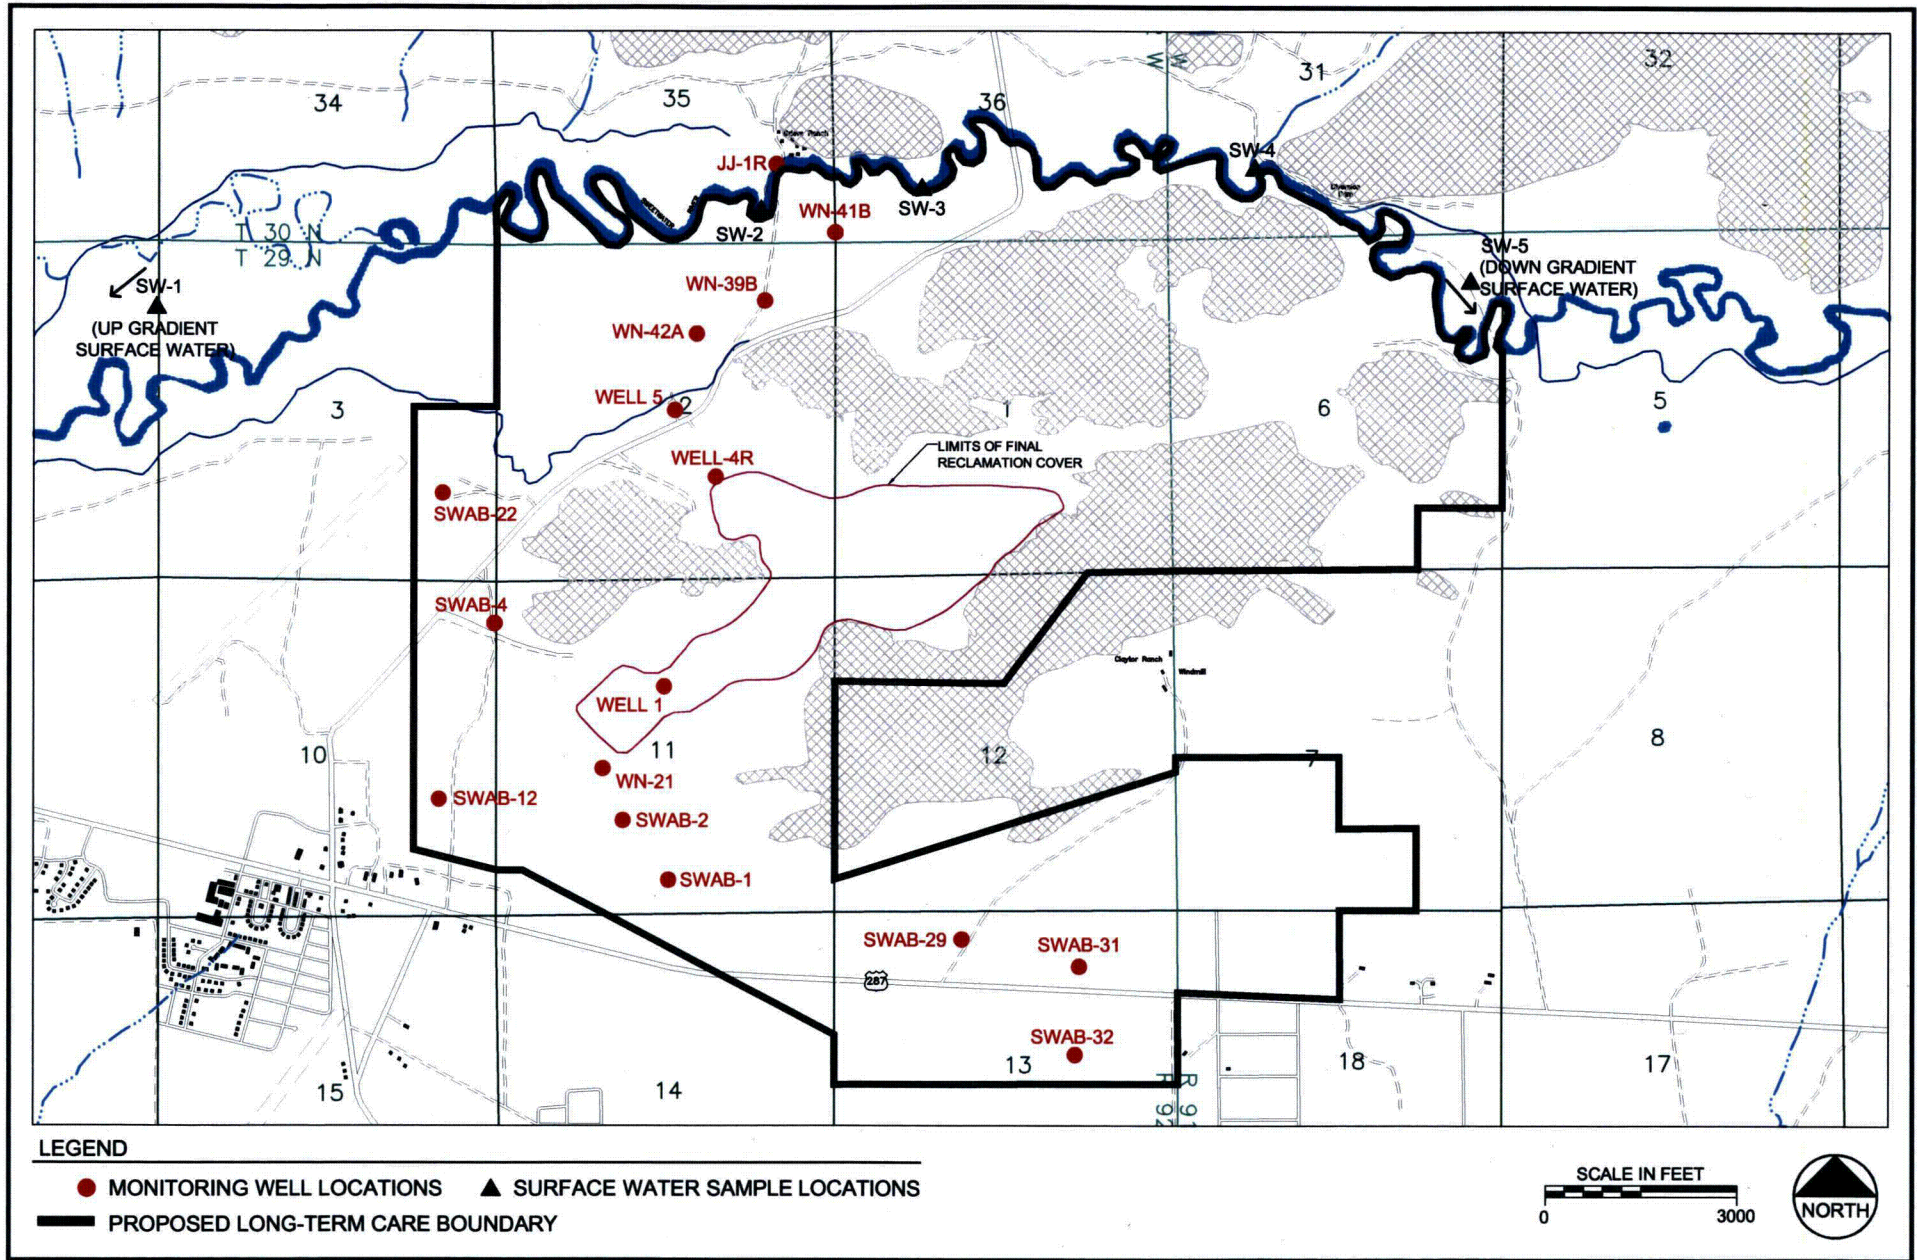 32
31
34
35
36
JJ-1R
SW-4
SW-3
WN-41B
SW-2
T 30 N
T 29 N
SW-1
(UP GRADIENT
SURFACE WATER)
SW-5
(DOWN GRADIENT
SURFACE WATER)
WN-39B
WN-42A
WELL 5
2
3
1
6
5
LIMITS OF FINAL
RECLAMATION COVER
WELL-4R
SWAB-22
SWAB-4
Claytor Ranch
Windmill
WELL 1
11
10
12
7
8
WN-21
SWAB-12
SWAB-2
SWAB-1
SWAB-29
SWAB-31
287
SWAB-32
13
18
17
15
14
LEGEND
MONITORING WELL LOCATIONS
SURFACE WATER SAMPLE LOCATIONS
PROPOSED LONG-TERM CARE BOUNDARY
SCALE IN FEET
0 3000
NORTH